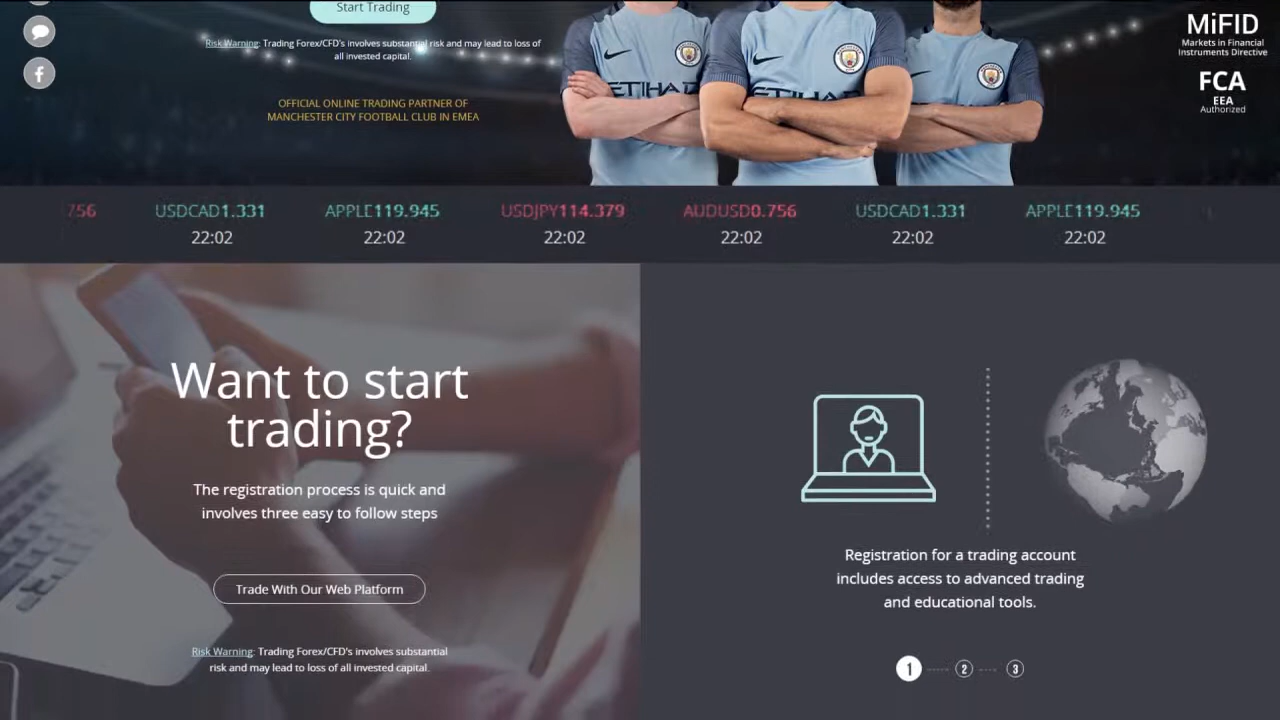 Start Trading
Risk Warning: Trading Forex/CFD's involves substantial risk and may lead to loss of
all invested capital.
OFFICIAL ONLINE TRADING PARTNER OF
MANCHESTER CITY FOOTBALL CLUB IN EMEA
ETIHAD
ETIHAD
ETIHAD
MiFID
Markets in Financial
Instruments Directive
FCA
EEA
Authorized
756 USDCAD1.331 APPLE119.945 USDJPY114.379 AUDUSD0.756 USDCAD1.331 APPLE119.945
22:02 22:02 22:02 22:02 22:02 22:02
Want to start
trading?
The registration process is quick and
involves three easy to follow steps
Trade With Our Web Platform
Risk Warning: Trading Forex/CFD's involves substantial
risk and may lead to loss of all invested capital.
Registration for a trading account
includes access to advanced trading
and educational tools.
1 2 3